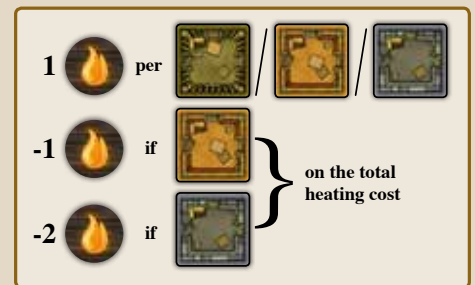 1 per / /
-1 if
on the total
heating cost
-2 if